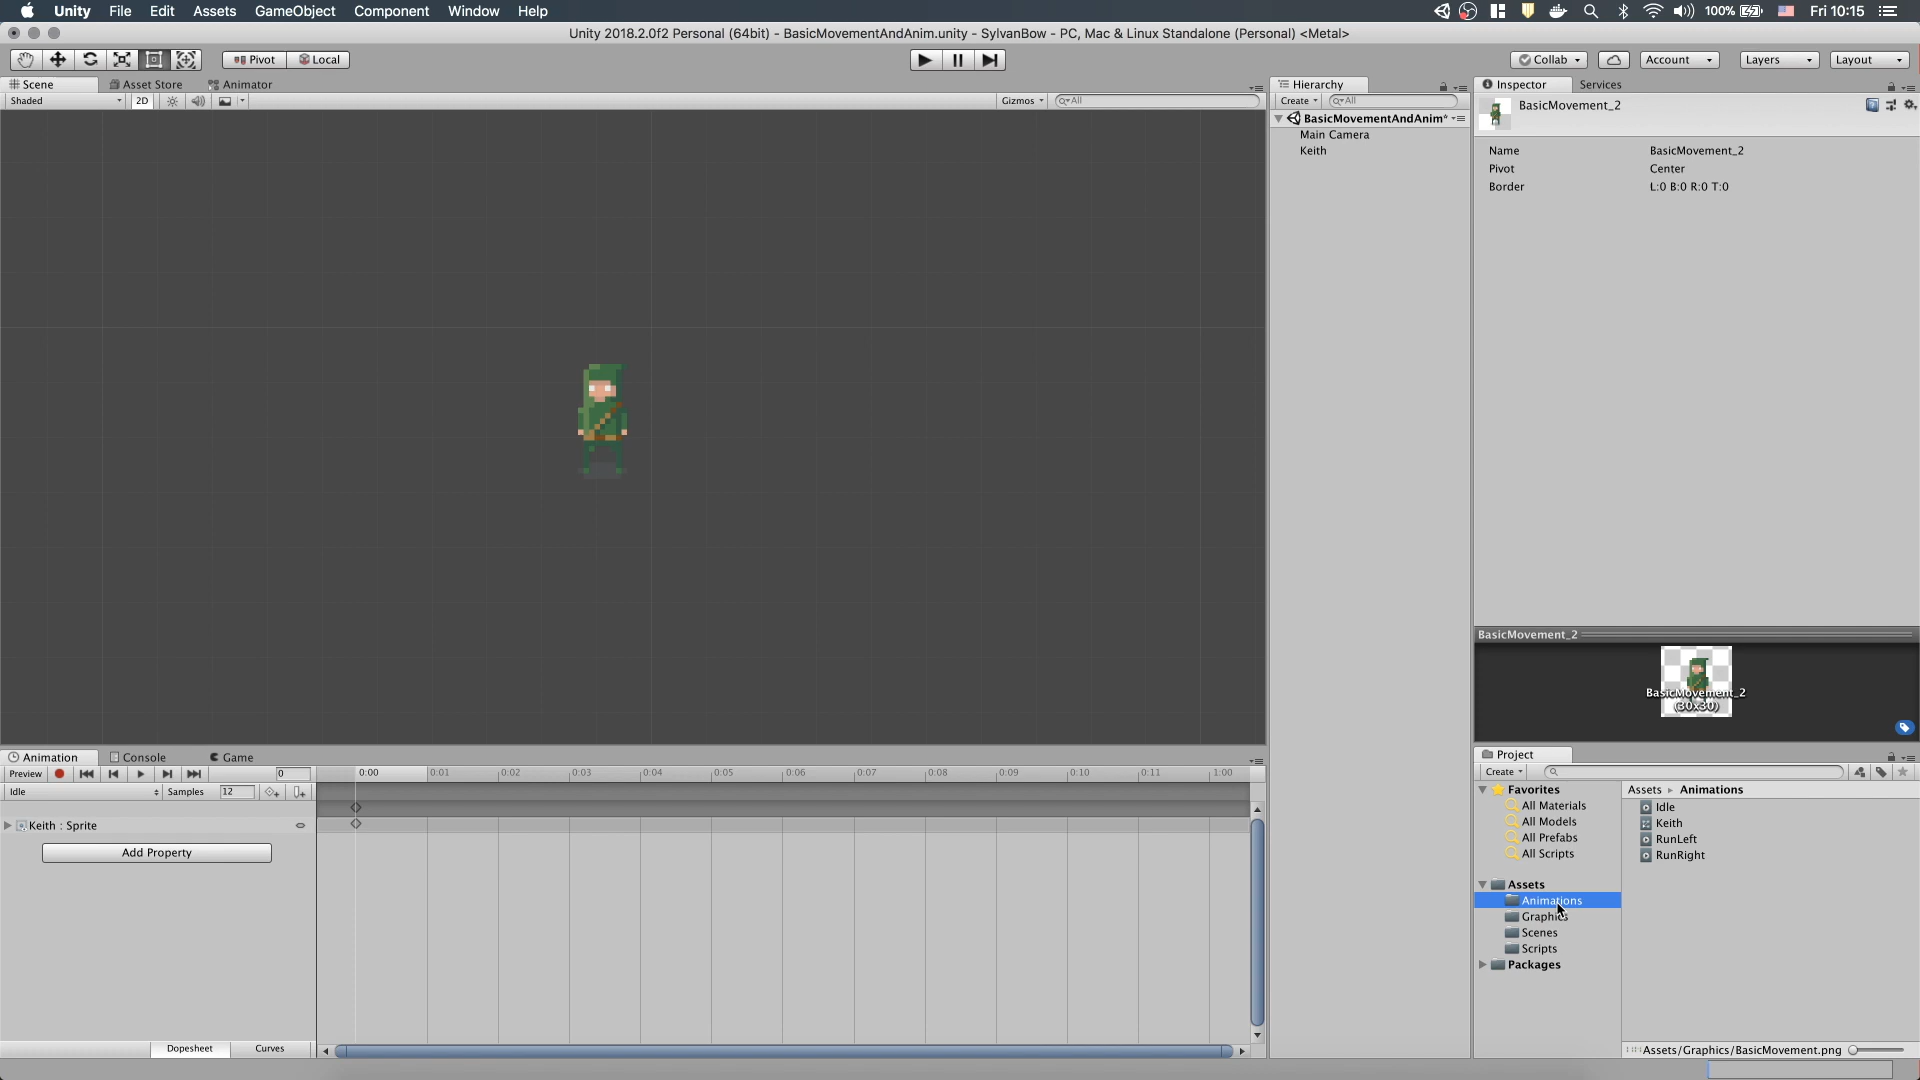 Unity File Edit Assets GameObject Component Window Help 100% Fri 10:15
Unity 2018.2.0f2 Personal (64bit) - BasicMovementAndAnim.unity - SylvanBow - PC, Mac & Linux Standalone (Personal) <Metal>
Pivot Local Collab Account Layers Layout
Scene Asset Store Animator
Shaded 2D Gizmos All
Hierarchy
Create All
BasicMovementAndAnim*
Main Camera
Keith
Inspector Services
BasicMovement_2
Name BasicMovement_2
Pivot Center
Border L:0 B:0 R:0 T:0
BasicMovement_2
BasicMovement_2
(30x30)
Animation Console Game
Preview 0 0:00 0:01 0:02 0:03 0:04 0:05 0:06 0:07 0:08 0:09 0:10 0:11 1:00
Idle Samples 12
Keith : Sprite
Add Property
Dopesheet Curves
Project
Create
Favorites
All Materials
All Models
All Prefabs
All Scripts
Assets
Animations
Graphics
Scenes
Scripts
Packages
Assets ▸ Animations
Idle
Keith
RunLeft
RunRight
Assets/Graphics/BasicMovement.png